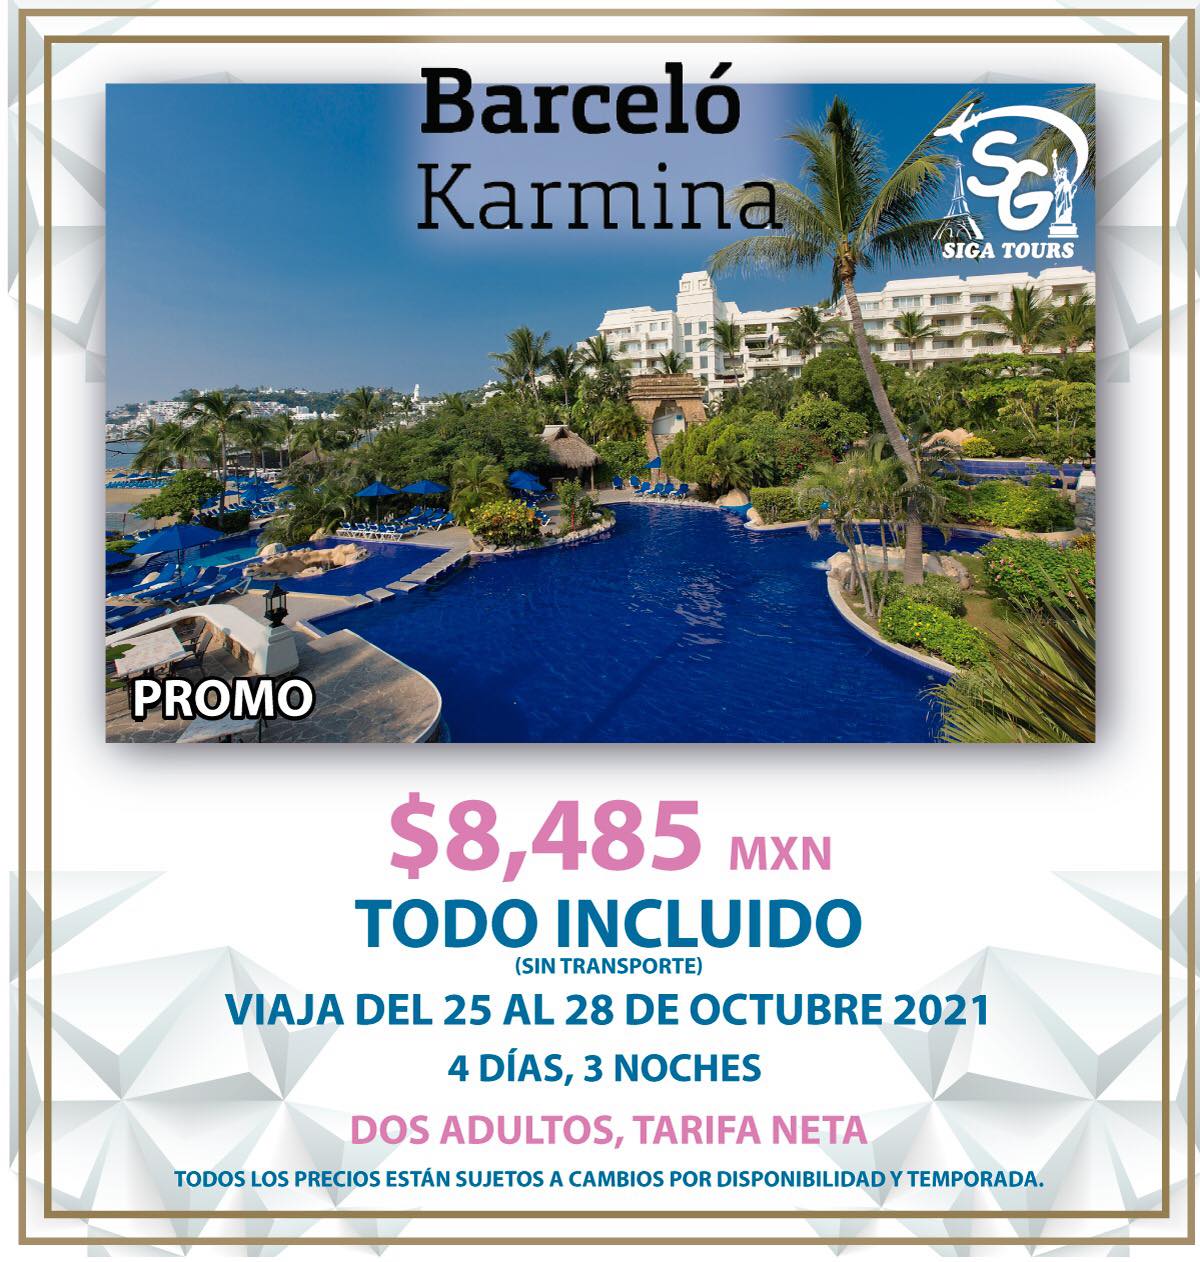 Barceló
Karmina
SG
SIGA TOURS
PROMO
$8,485 MXN
TODO INCLUIDO
(SIN TRANSPORTE)
VIAJA DEL 25 AL 28 DE OCTUBRE 2021
4 DÍAS, 3 NOCHES
DOS ADULTOS, TARIFA NETA
TODOS LOS PRECIOS ESTÁN SUJETOS A CAMBIOS POR DISPONIBILIDAD Y TEMPORADA.